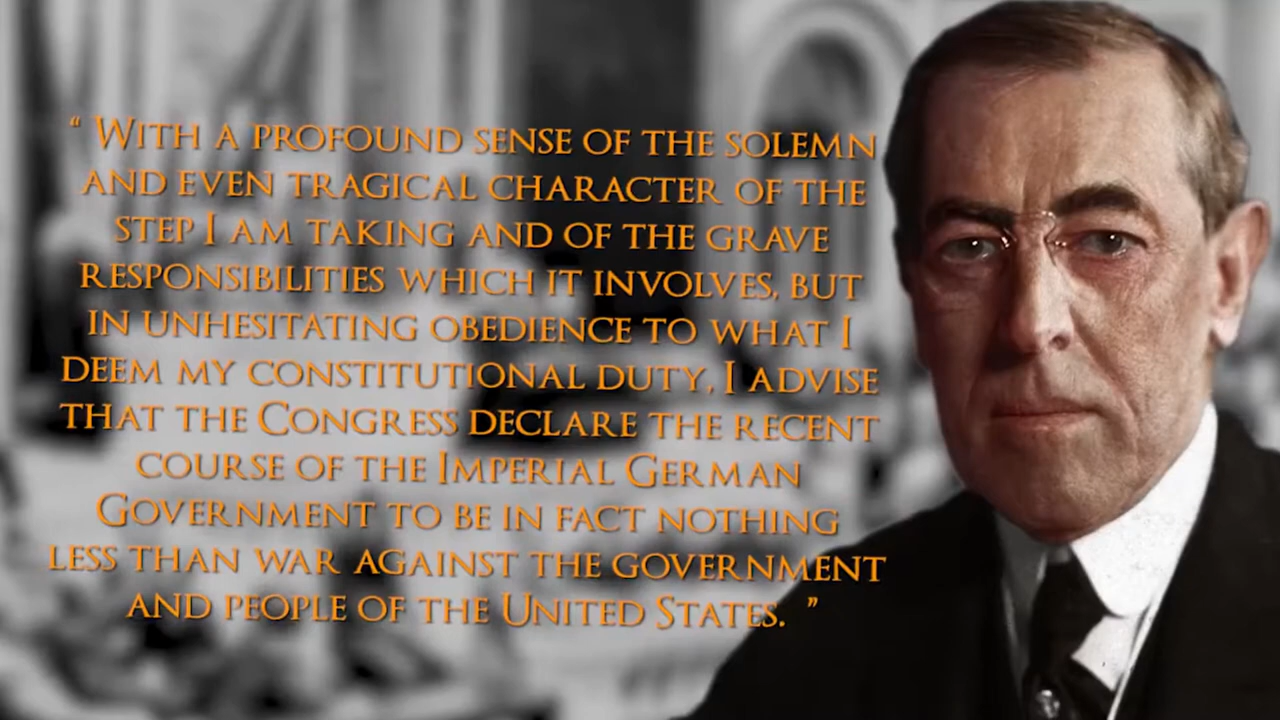 “ With a profound sense of the solemn
and even tragical character of the
step I am taking and of the grave
responsibilities which it involves, but
in unhesitating obedience to what I
deem my constitutional duty, I advise
that the Congress declare the recent
course of the Imperial German
Government to be in fact nothing
less than war against the government
and people of the United States. ”